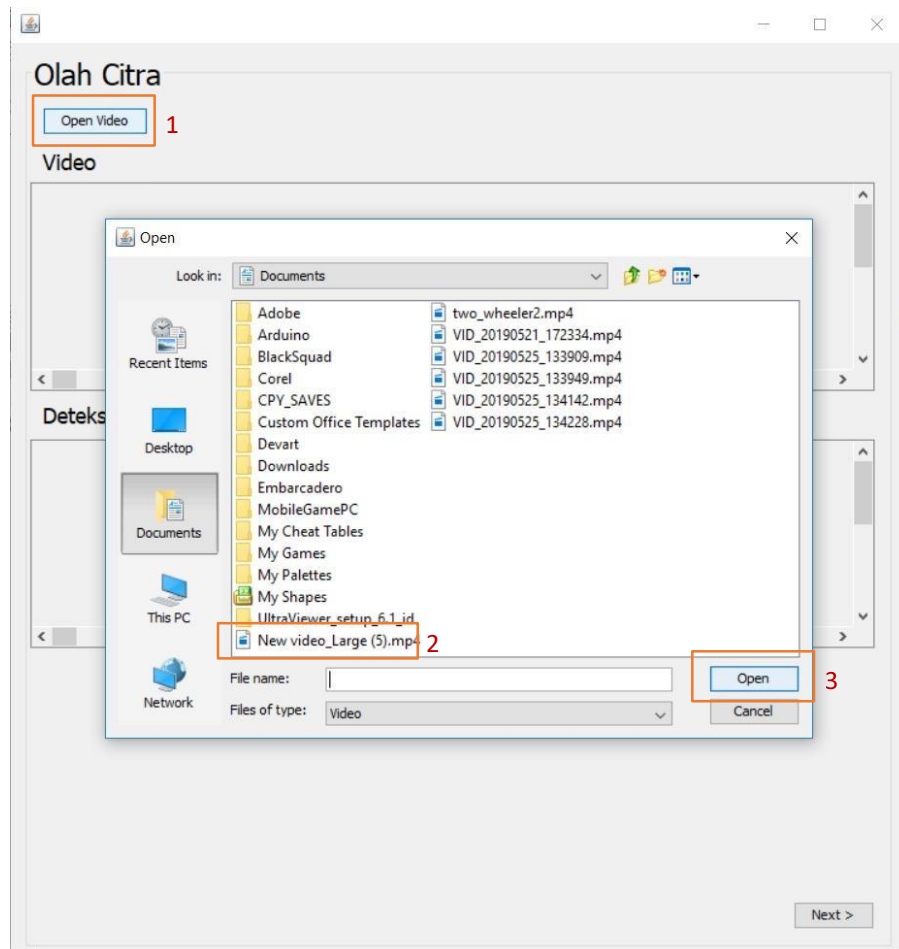 Olah Citra
Open Video 1
Video
Open
Look in: Documents
Recent Items
Desktop
Documents
This PC
Network
Adobe
Arduino
BlackSquad
Corel
CPY_SAVES
Custom Office Templates
Devart
Downloads
Embarcadero
MobileGamePC
My Cheat Tables
My Games
My Palettes
My Shapes
UltraViewer_setup_6.1_id
New video_Large (5).mp4 2
two_wheeler2.mp4
VID_20190521_172334.mp4
VID_20190525_133909.mp4
VID_20190525_133949.mp4
VID_20190525_134142.mp4
VID_20190525_134228.mp4
File name:
Open 3
Files of type: Video
Cancel
Deteks
Next >